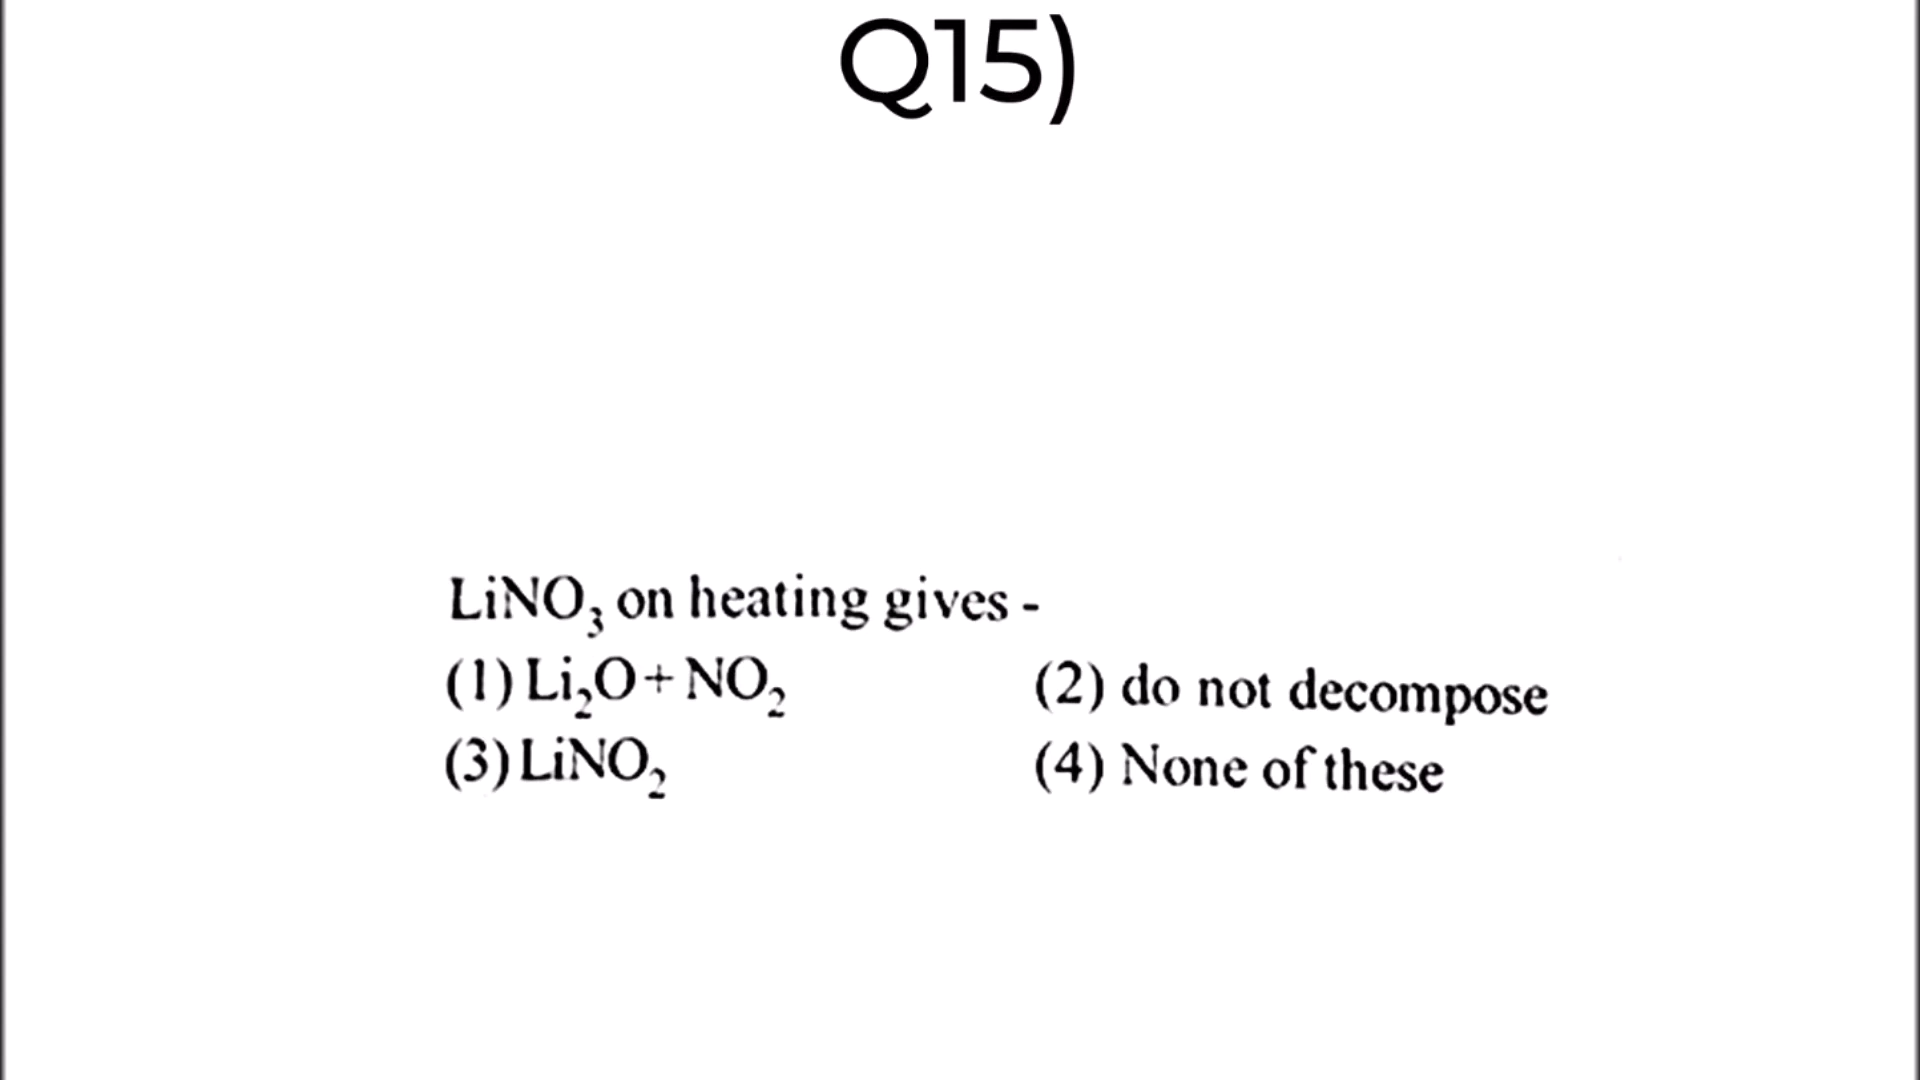 Q15)
LiNO₃ on heating gives -
(1) Li₂O + NO₂ (2) do not decompose
(3) LiNO₂ (4) None of these